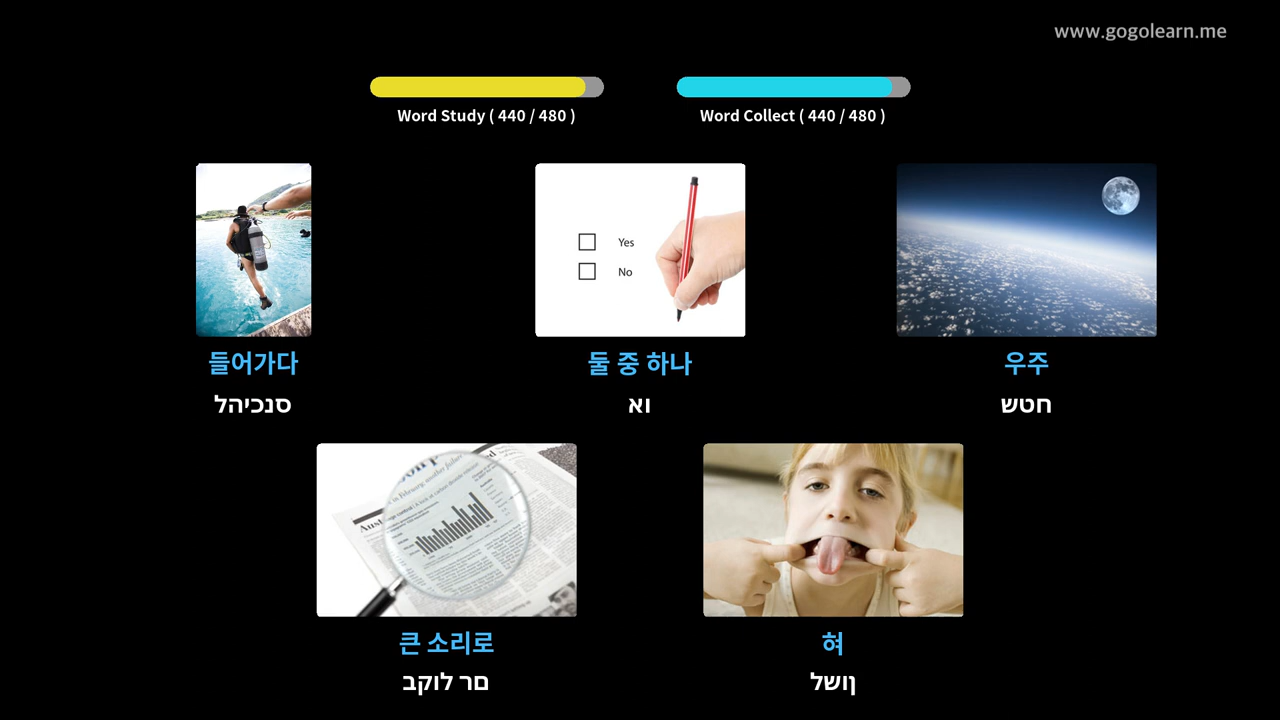 www.gogolearn.me
Word Study ( 440 / 480 )
Word Collect ( 440 / 480 )
Yes
No
들어가다
סנכיהל
둘 중 하나
וא
우주
חטש
큰 소리로
םר לוקב
혀
ןושל